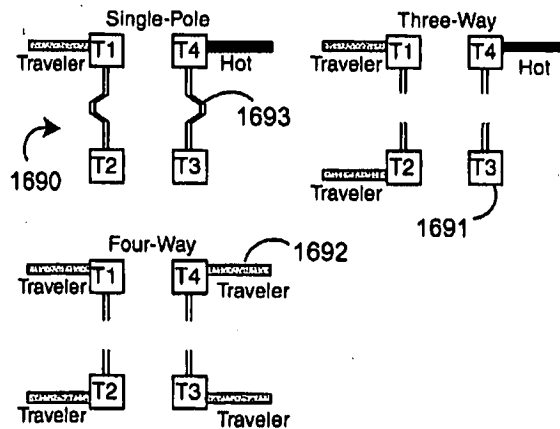 Single-Pole
T1
T4
Traveler
Hot
1693
1690
T2
T3
Three-Way
T1
T4
Traveler
Hot
T2
T3
Traveler
1691
Four-Way
1692
T1
T4
Traveler
Traveler
T2
T3
Traveler
Traveler